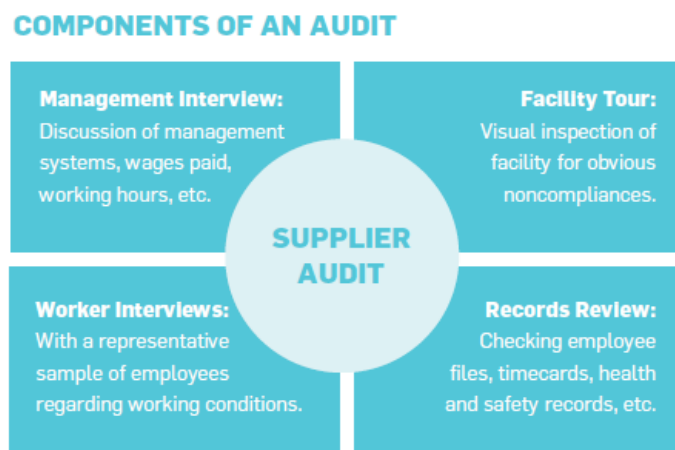 COMPONENTS OF AN AUDIT
Management Interview:
Discussion of management
systems, wages paid,
working hours, etc.
Facility Tour:
Visual inspection of
facility for obvious
noncompliances.
SUPPLIER
AUDIT
Worker Interviews:
With a representative
sample of employees
regarding working conditions.
Records Review:
Checking employee
files, timecards, health
and safety records, etc.